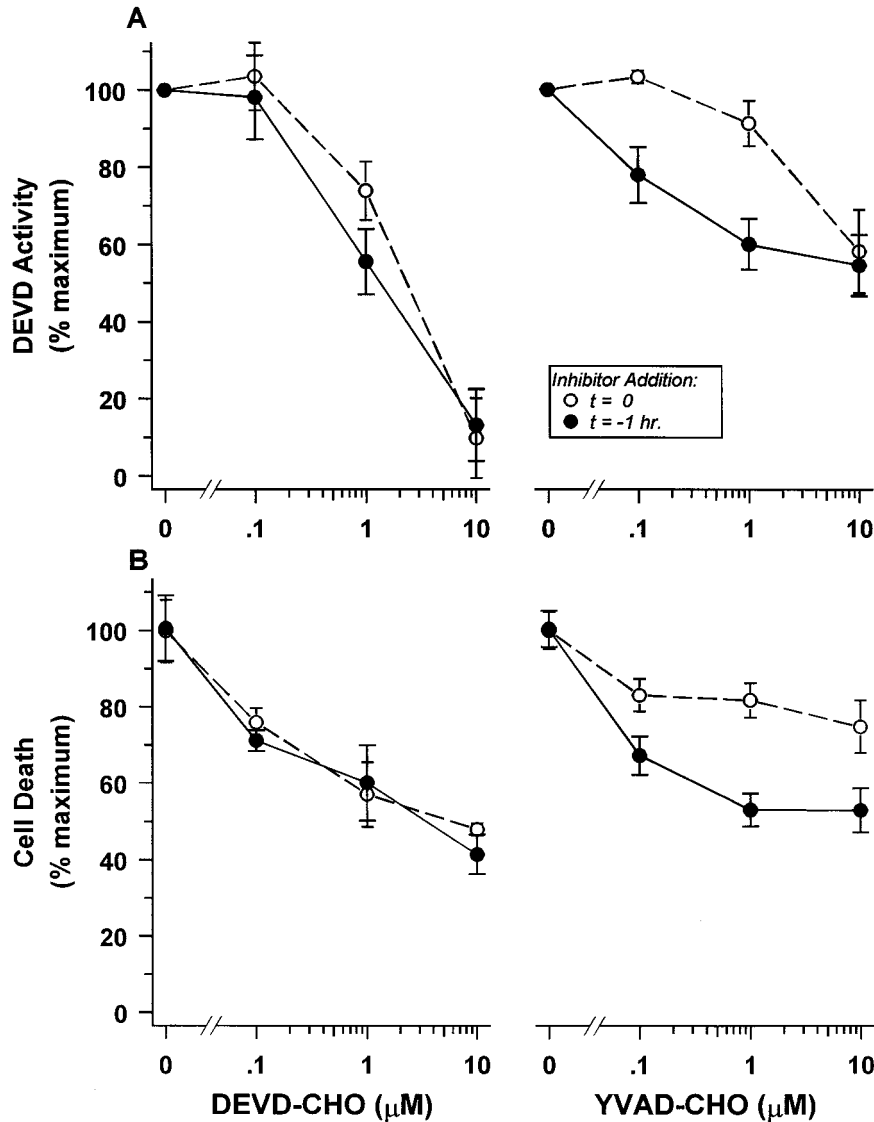 A
DEVD Activity
(% maximum)
100
80
60
40
20
0
0 .1 1 10
Inhibitor Addition:
t = 0
t = -1 hr.
0 .1 1 10
B
Cell Death
(% maximum)
100
80
60
40
20
0
0 .1 1 10
DEVD-CHO (μM)
0 .1 1 10
YVAD-CHO (μM)